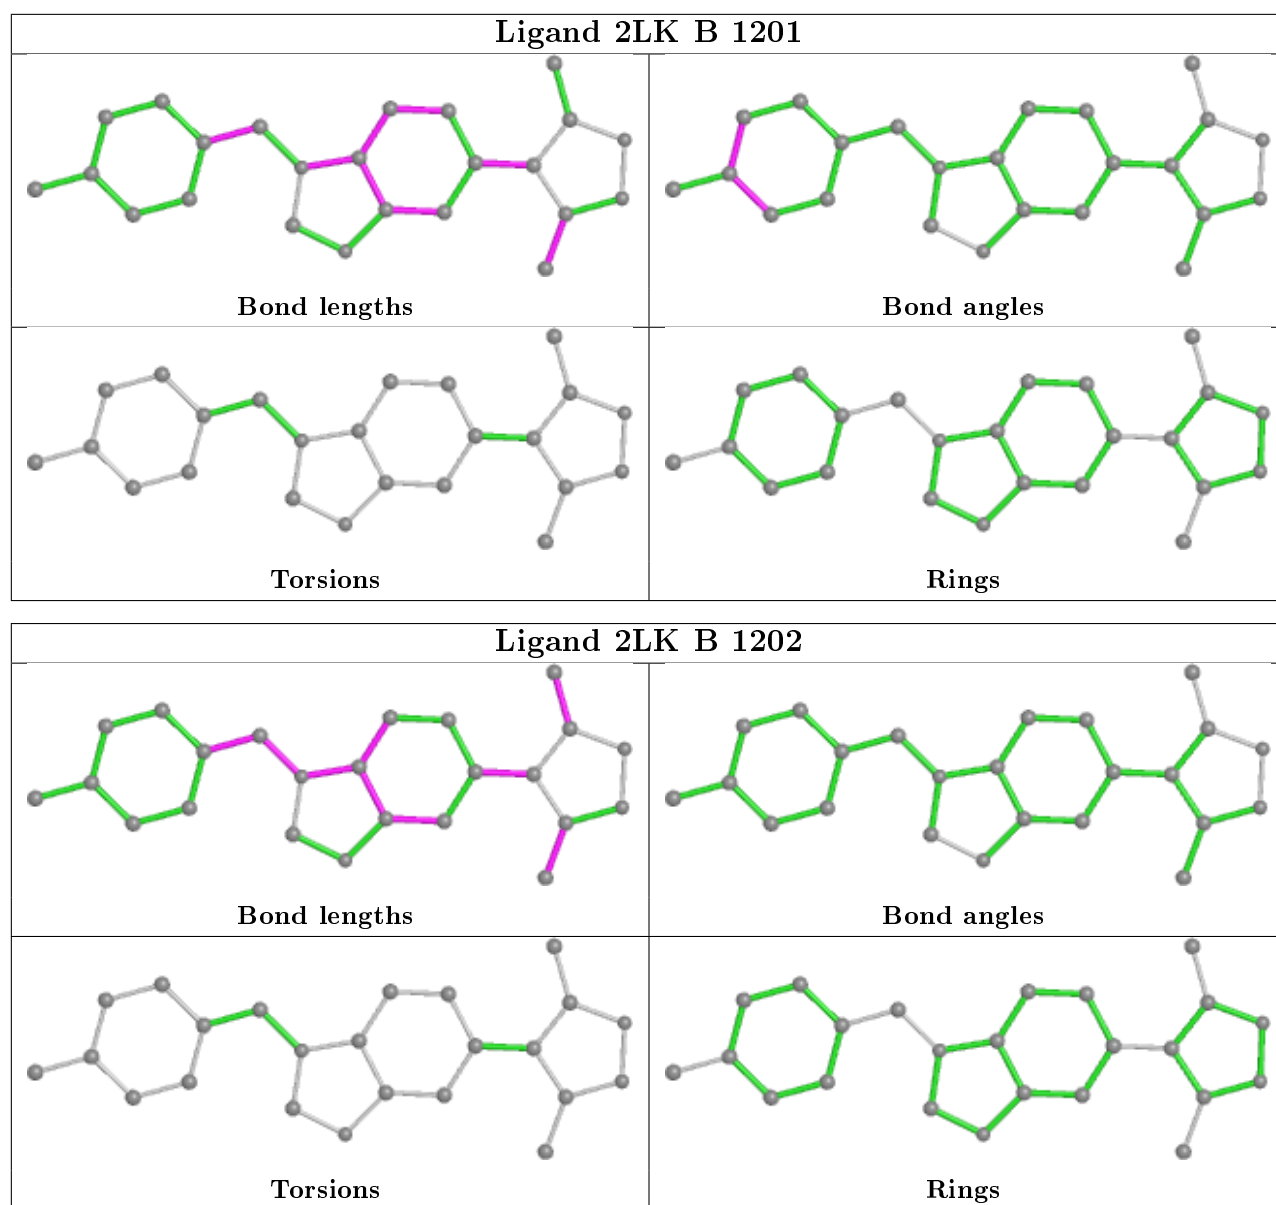 Ligand 2LK B 1201
Bond lengths
Bond angles
Torsions
Rings
Ligand 2LK B 1202
Bond lengths
Bond angles
Torsions
Rings